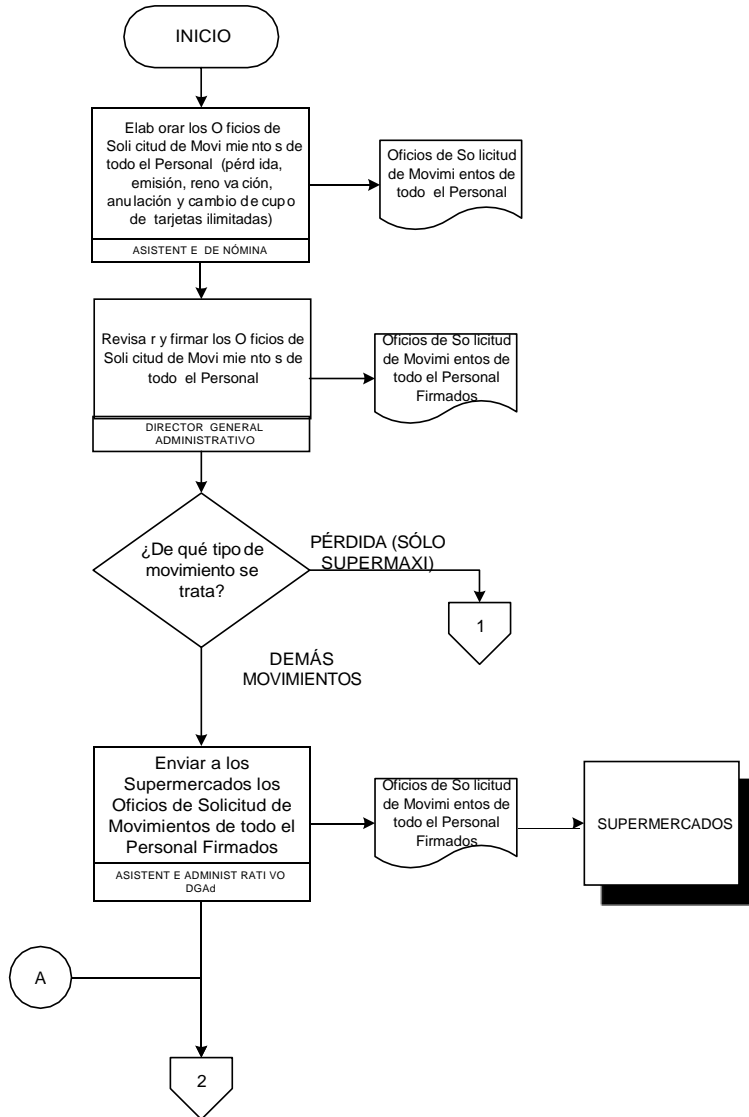 INICIO
Elab orar los O ficios de
Soli citud de Movi mie nto s de
todo el Personal (pérd ida,
emisión, reno va ción,
anu lación y cambio d e cup o
de tarjetas ilimitadas)
ASISTENT E DE NÓMINA
Oficios de So licitud
de Movimi entos de
todo el Personal
Revisa r y firmar los O ficios de
Soli citud de Movi mie nto s de
todo el Personal
DIRECTOR GENERAL
ADMINISTRATIVO
Oficios de So licitud
de Movimi entos de
todo el Personal
Firmados
¿De qué tipo de
movimiento se
trata?
PÉRDIDA (SÓLO
SUPERMAXI)
1
DEMÁS
MOVIMIENTOS
Enviar a los
Supermercados los
Oficios de Solicitud de
Movimientos de todo el
Personal Firmados
ASISTENT E ADMINIST RATI VO
DGAd
Oficios de So licitud
de Movimi entos de
todo el Personal
Firmados
SUPERMERCADOS
A
2